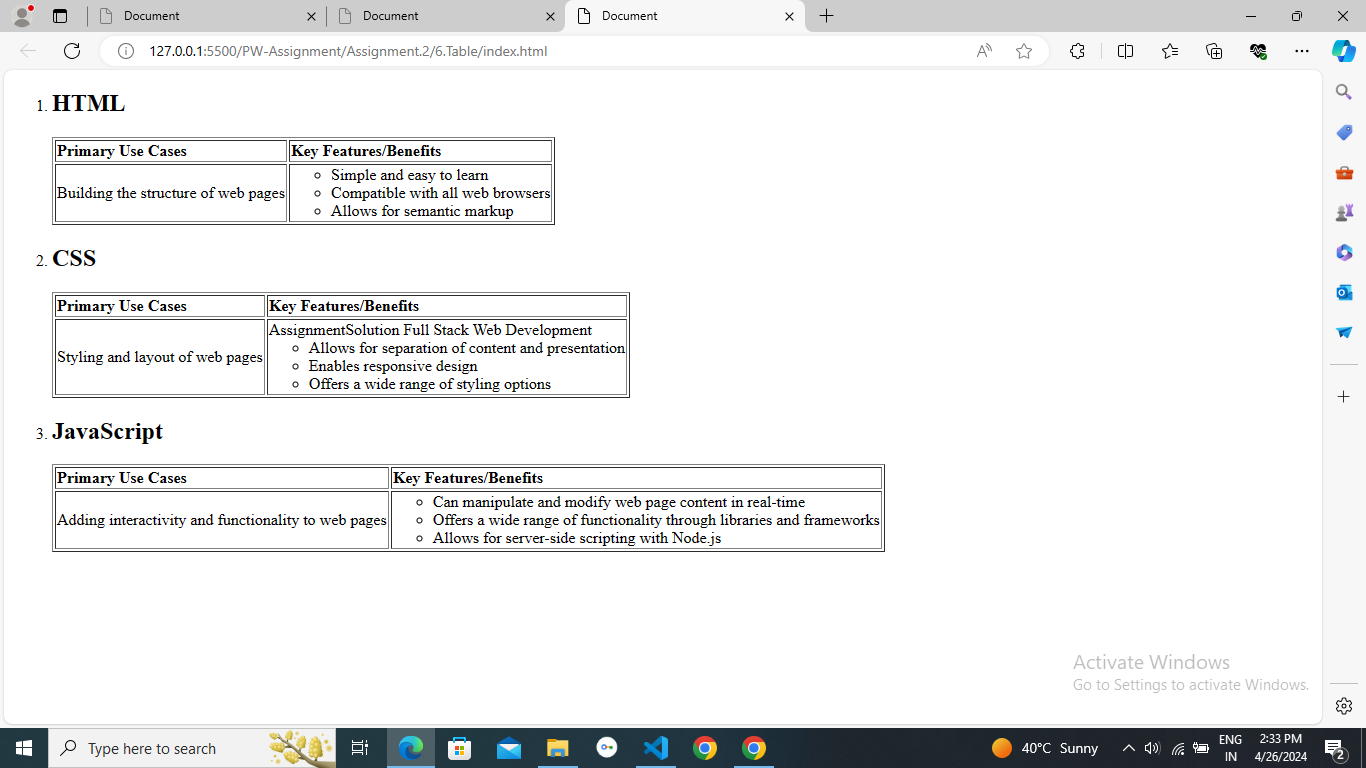 Document
Document
Document
127.0.0.1:5500/PW-Assignment/Assignment.2/6.Table/index.html
1. HTML
Primary Use Cases Key Features/Benefits
Building the structure of web pages
Simple and easy to learn
Compatible with all web browsers
Allows for semantic markup
2. CSS
Primary Use Cases Key Features/Benefits
Styling and layout of web pages
AssignmentSolution Full Stack Web Development
Allows for separation of content and presentation
Enables responsive design
Offers a wide range of styling options
3. JavaScript
Primary Use Cases Key Features/Benefits
Adding interactivity and functionality to web pages
Can manipulate and modify web page content in real-time
Offers a wide range of functionality through libraries and frameworks
Allows for server-side scripting with Node.js
Activate Windows
Go to Settings to activate Windows.
Type here to search
40°C Sunny
ENG
IN
2:33 PM
4/26/2024
2